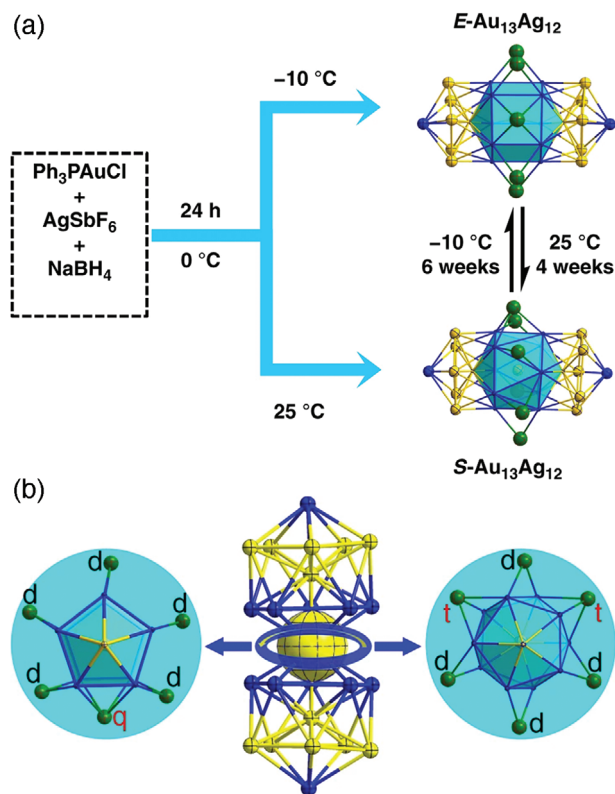 (a)
E-Au₁₃Ag₁₂
−10 °C
Ph₃PAuCl
+
AgSbF₆
+
NaBH₄
24 h
0 °C
−10 °C
6 weeks
25 °C
4 weeks
25 °C
S-Au₁₃Ag₁₂
(b)
d
d
d
d
d
q
d
t
t
d
d
d